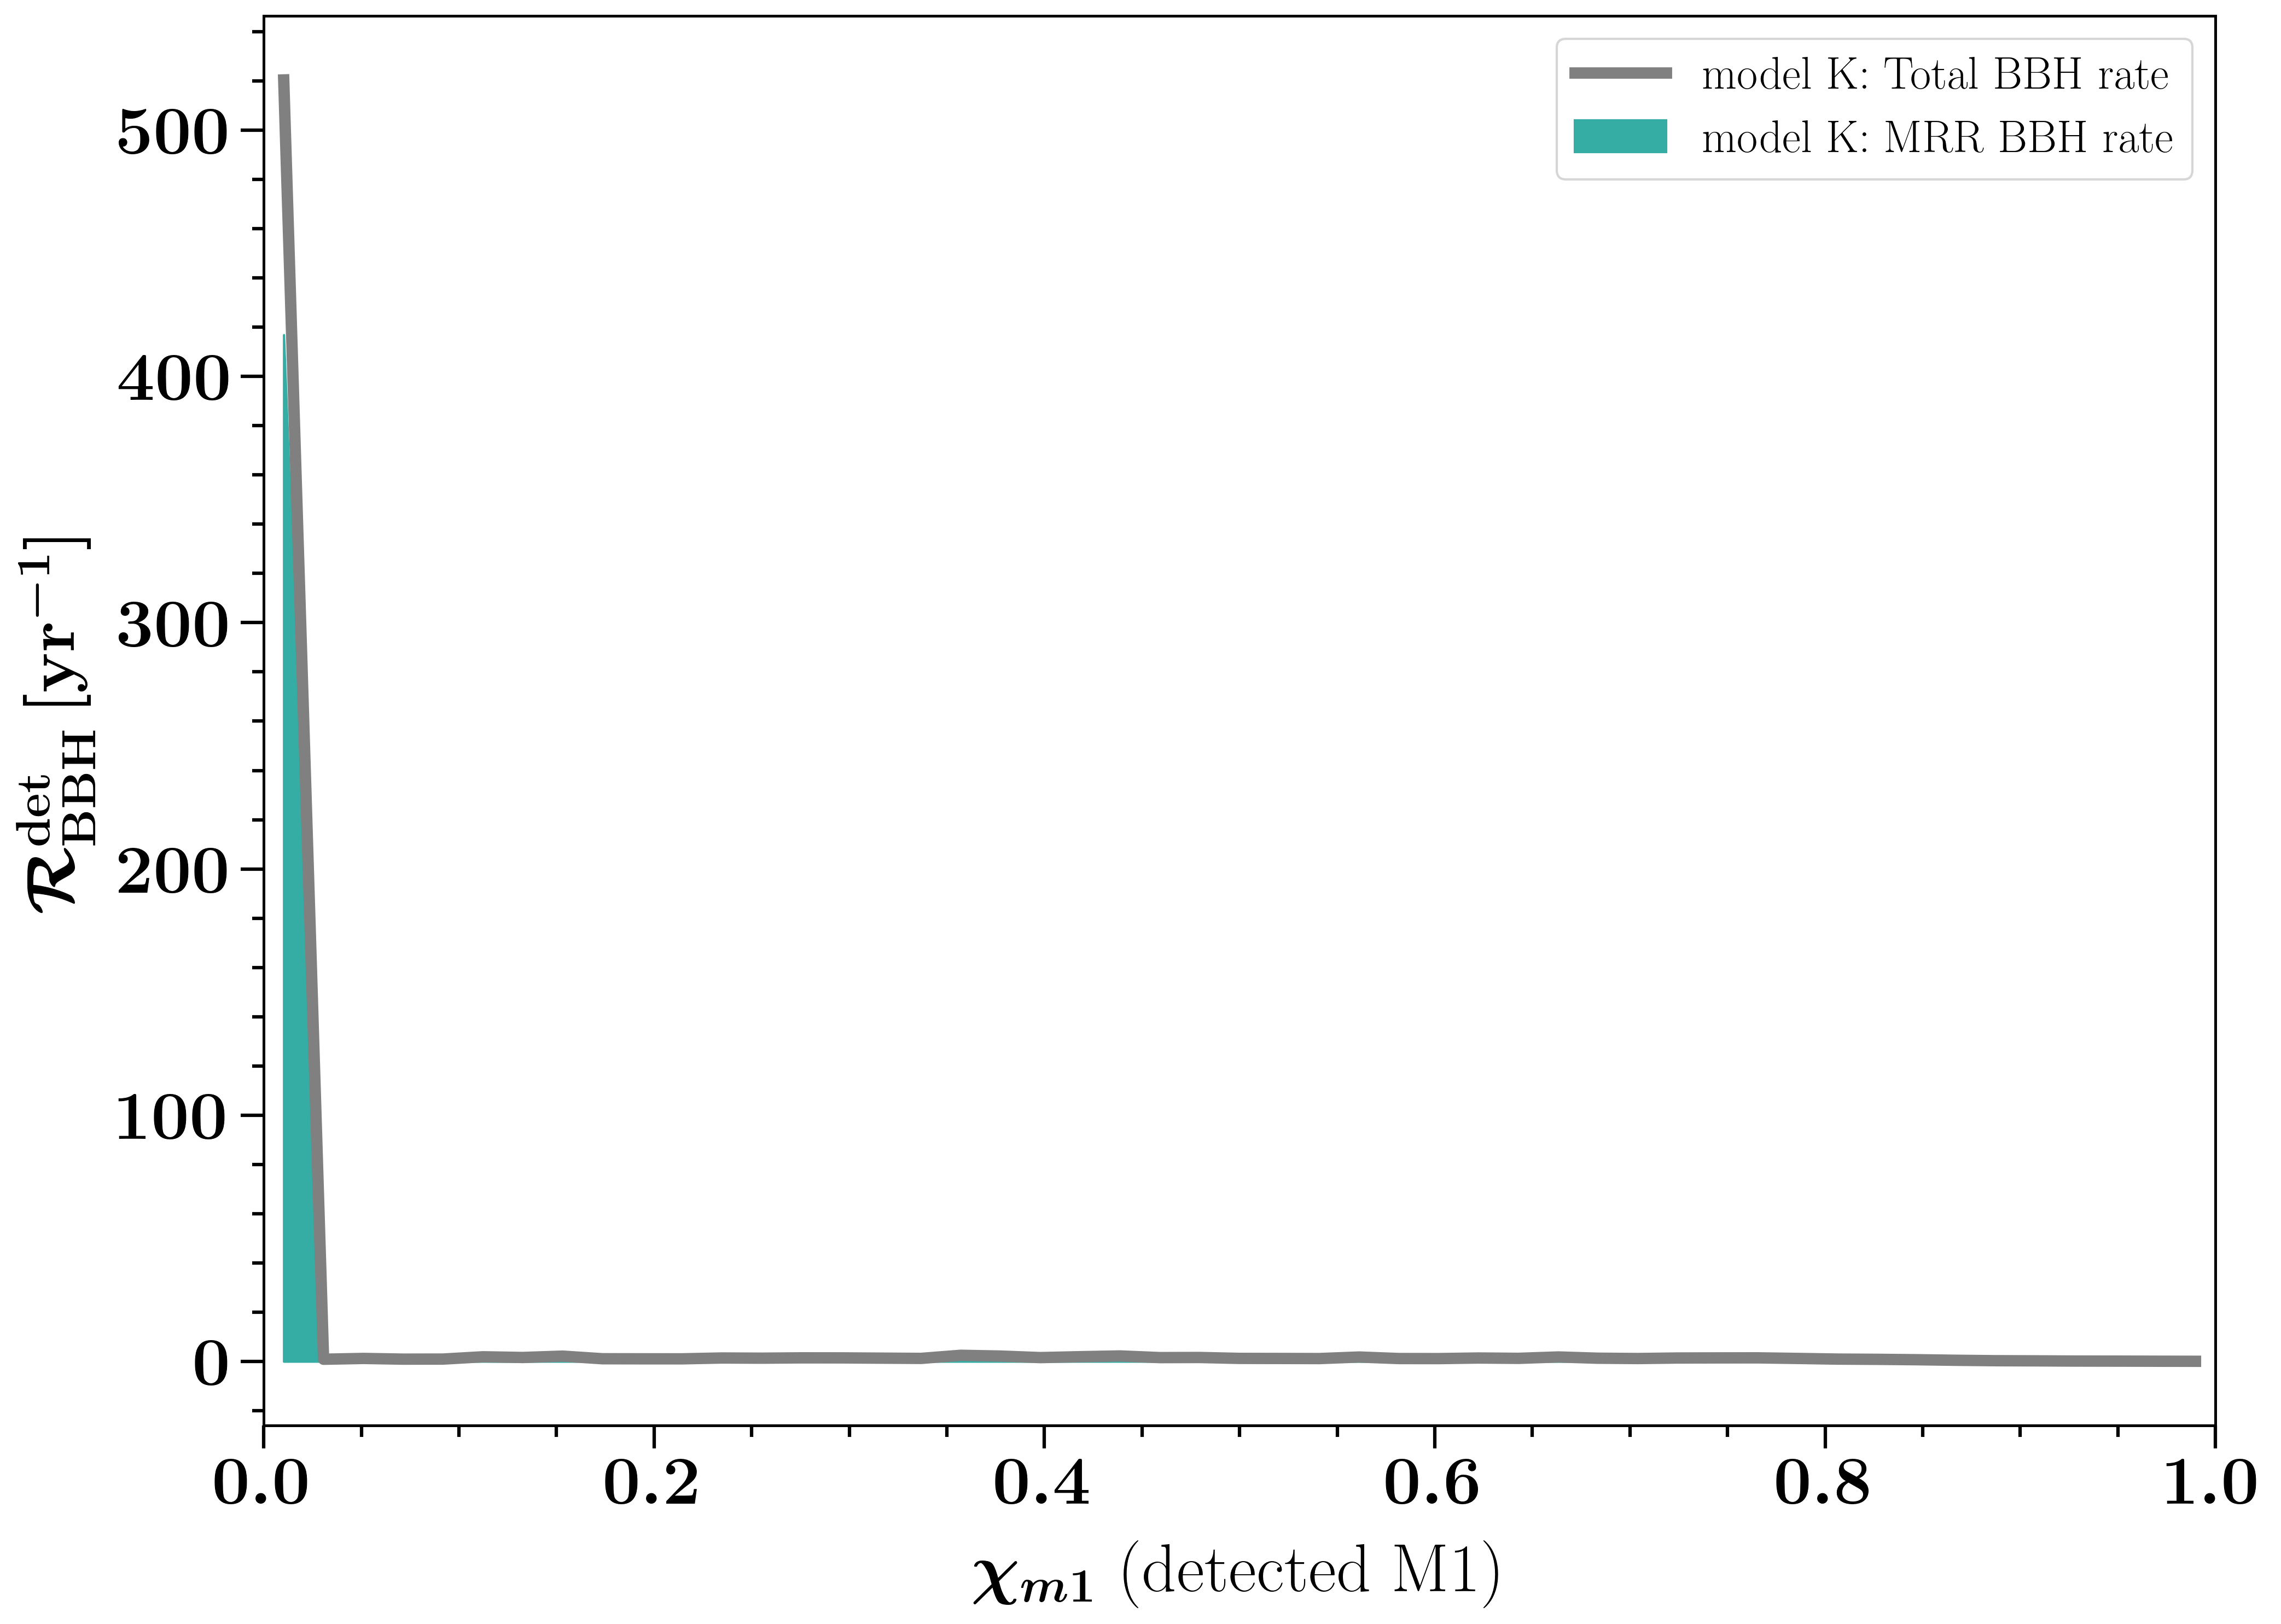 model K: Total BBH rate
model K: MRR BBH rate
500
400
300
200
100
0
0.0 0.2 0.4 0.6 0.8 1.0
χm1 (detected M1)
ℛ^det_BBH [yr^−1]